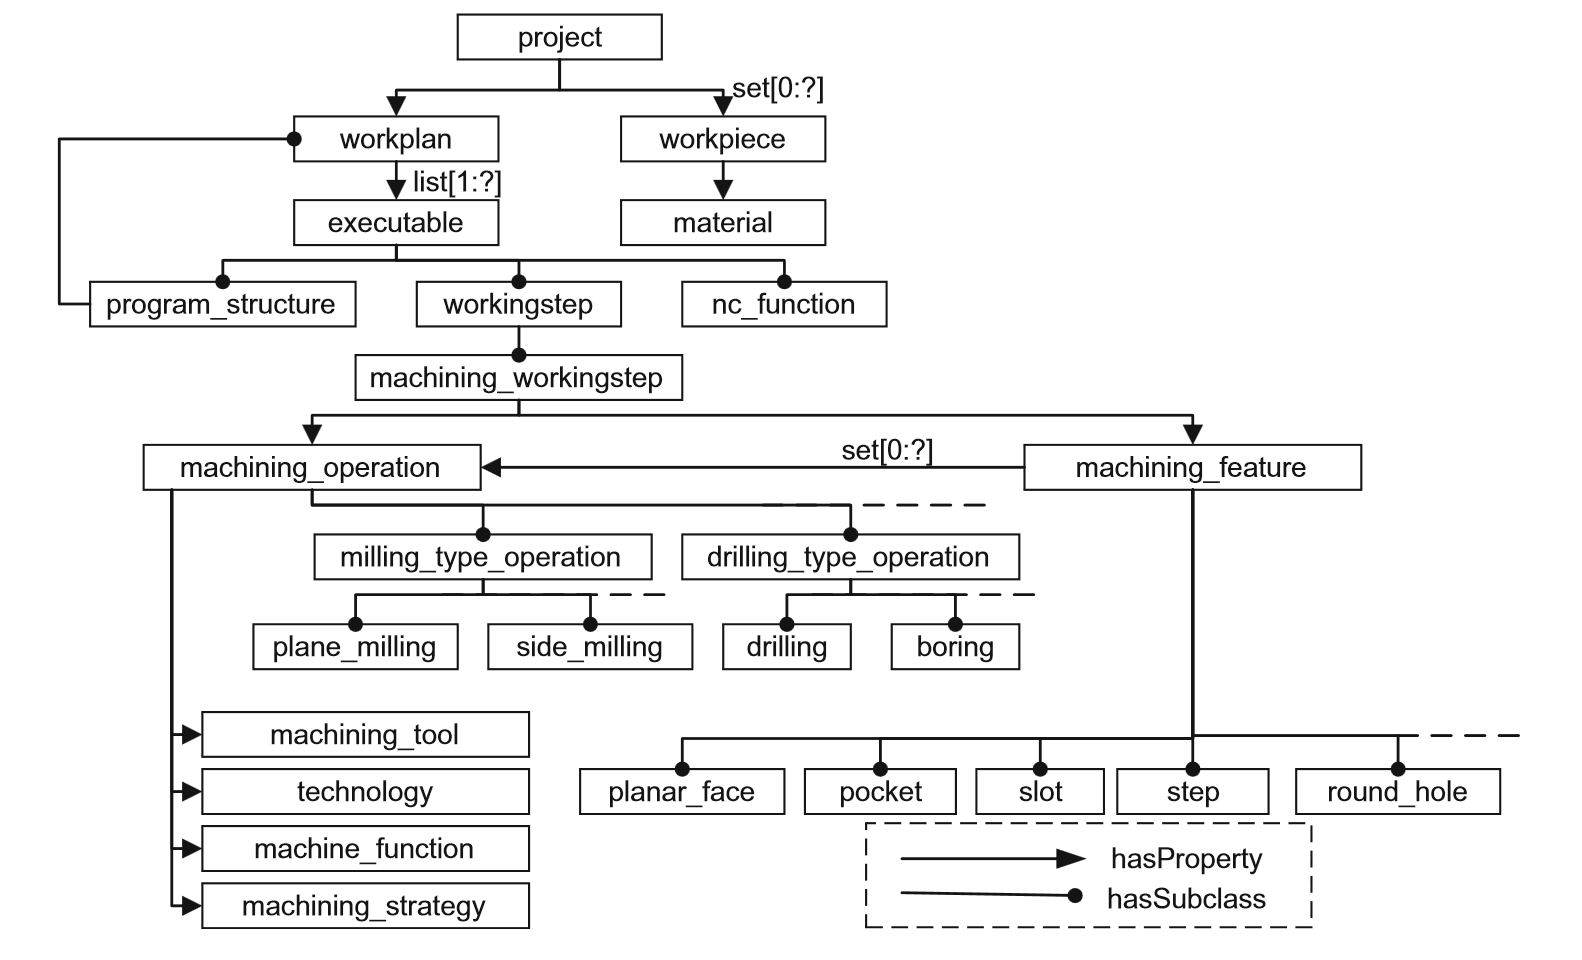 project
set[0:?]
workplan
workpiece
list[1:?]
executable
material
program_structure
workingstep
nc_function
machining_workingstep
machining_operation
set[0:?]
machining_feature
milling_type_operation
drilling_type_operation
plane_milling
side_milling
drilling
boring
machining_tool
technology
machine_function
machining_strategy
planar_face
pocket
slot
step
round_hole
hasProperty
hasSubclass